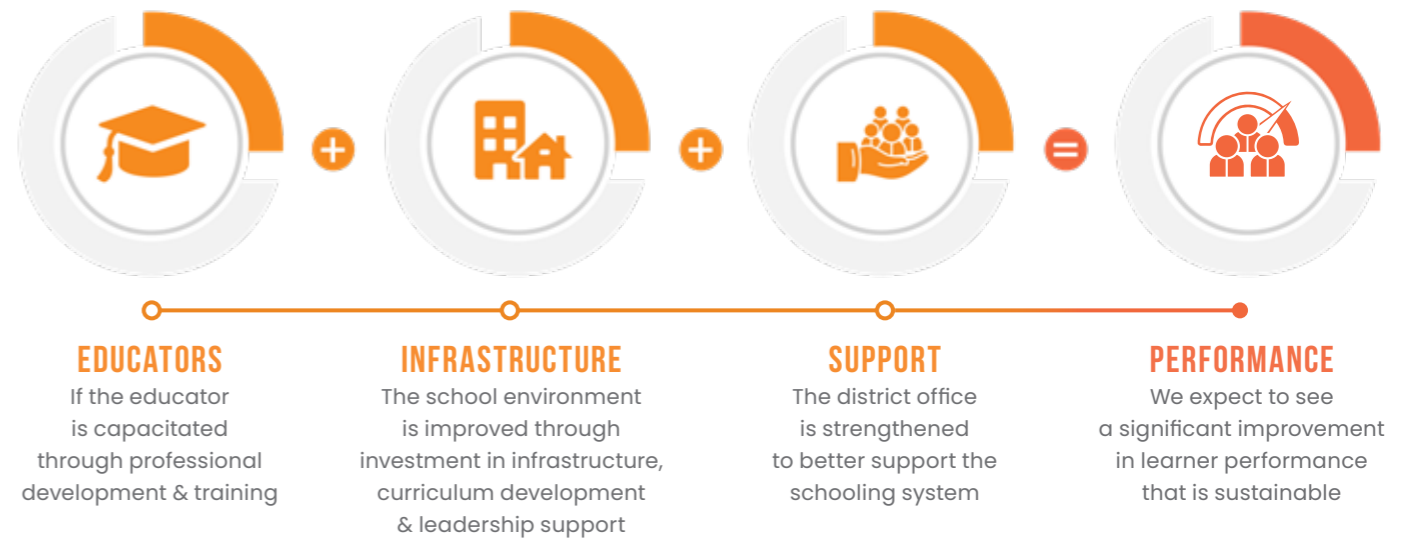 +
+
=
EDUCATORS
If the educator
is capacitated
through professional
development & training
INFRASTRUCTURE
The school environment
is improved through
investment in infrastructure,
curriculum development
& leadership support
SUPPORT
The district office
is strengthened
to better support the
schooling system
PERFORMANCE
We expect to see
a significant improvement
in learner performance
that is sustainable